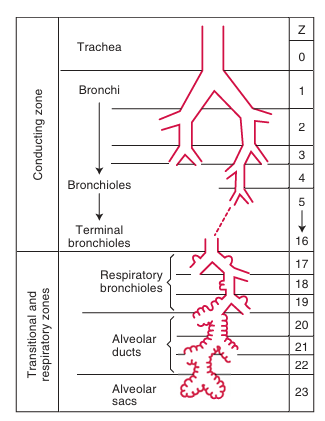 Z
Trachea
0
Conducting zone
Bronchi
1
2
3
4
Bronchioles
5
Terminal
bronchioles
16
Transitional and
respiratory zones
Respiratory
bronchioles
17
18
19
Alveolar
ducts
20
21
22
Alveolar
sacs
23